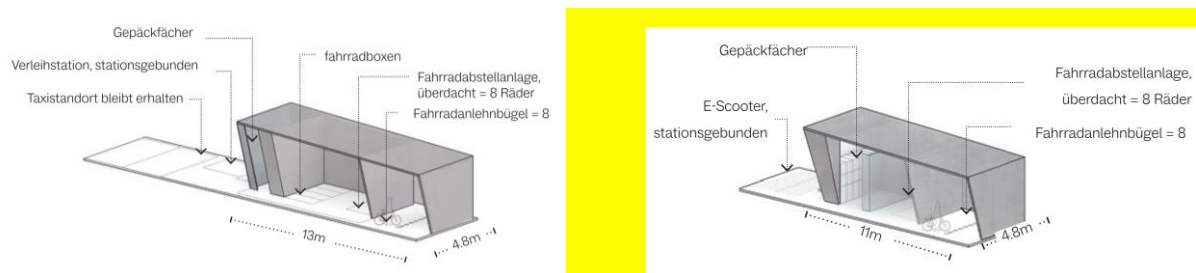 Gepäckfächer
Verleihstation, stationsgebunden
Taxistandort bleibt erhalten
fahrradboxen
Fahrradabstellanlage,
überdacht = 8 Räder
Fahrradanlehnbügel = 8
13m
4.8m
Gepäckfächer
E-Scooter,
stationsgebunden
Fahrradabstellanlage,
überdacht = 8 Räder
Fahrradanlehnbügel = 8
11m
4.8m